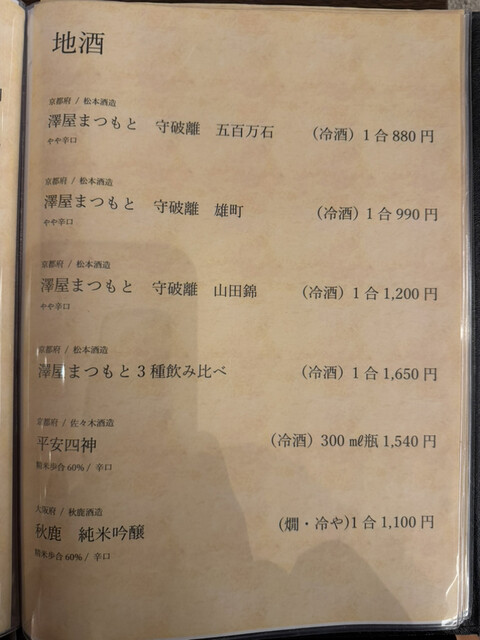 地酒
京都府 / 松本酒造
澤屋まつもと 守破離 五百万石 (冷酒) 1合 880円
やや辛口
京都府 / 松本酒造
澤屋まつもと 守破離 雄町 (冷酒) 1合 990円
やや辛口
京都府 / 松本酒造
澤屋まつもと 守破離 山田錦 (冷酒) 1合 1,200円
やや辛口
京都府 / 松本酒造
澤屋まつもと3種飲み比べ (冷酒) 1合 1,650円
京都府 / 佐々木酒造
平安四神 (冷酒) 300㎖瓶 1,540円
精米歩合60% / 辛口
大阪府 / 秋鹿酒造
秋鹿 純米吟醸 (燗・冷や)1合 1,100円
精米歩合60% / 辛口